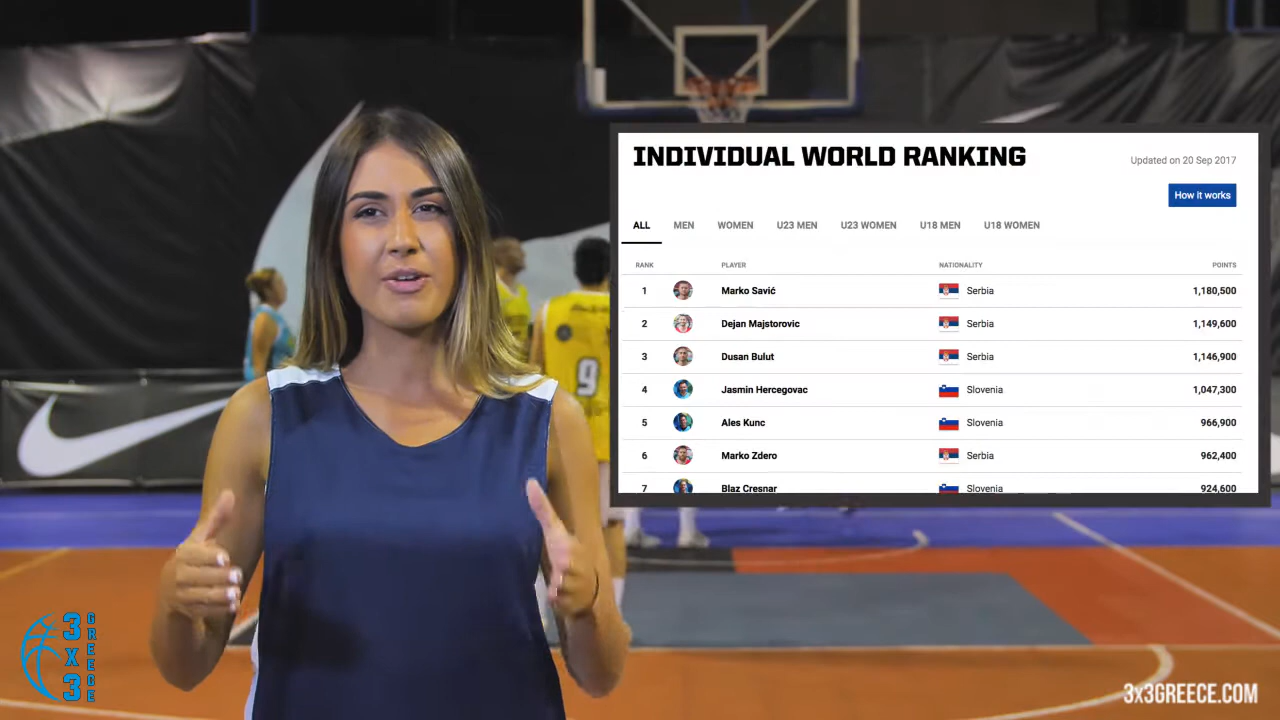 INDIVIDUAL WORLD RANKING
Updated on 20 Sep 2017
How it works
ALL MEN WOMEN U23 MEN U23 WOMEN U18 MEN U18 WOMEN
RANK PLAYER NATIONALITY POINTS
1 Marko Savić Serbia 1,180,500
2 Dejan Majstorovic Serbia 1,149,600
3 Dusan Bulut Serbia 1,146,900
4 Jasmin Hercegovac Slovenia 1,047,300
5 Ales Kunc Slovenia 966,900
6 Marko Zdero Serbia 962,400
7 Blaz Cresnar Slovenia 924,600
9
3x3
GREECE
3x3GREECE.COM